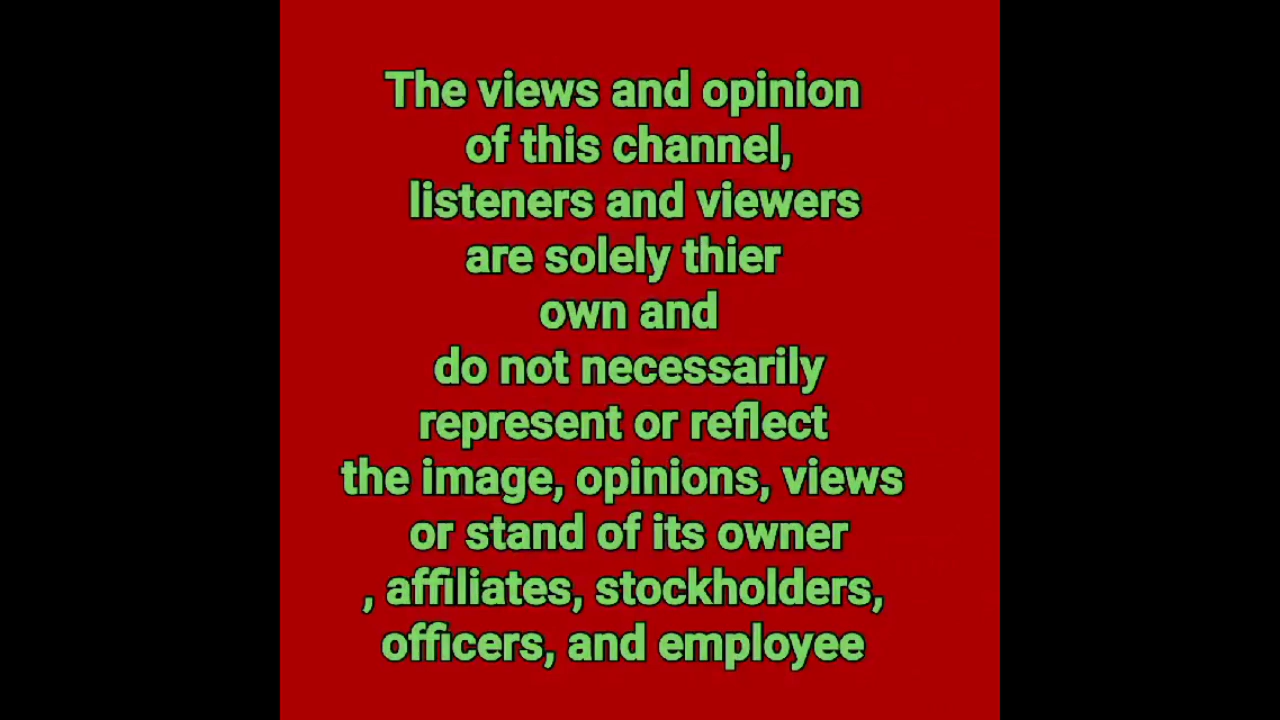 The views and opinion
of this channel,
listeners and viewers
are solely thier
own and
do not necessarily
represent or reflect
the image, opinions, views
or stand of its owner
, affiliates, stockholders,
officers, and employee